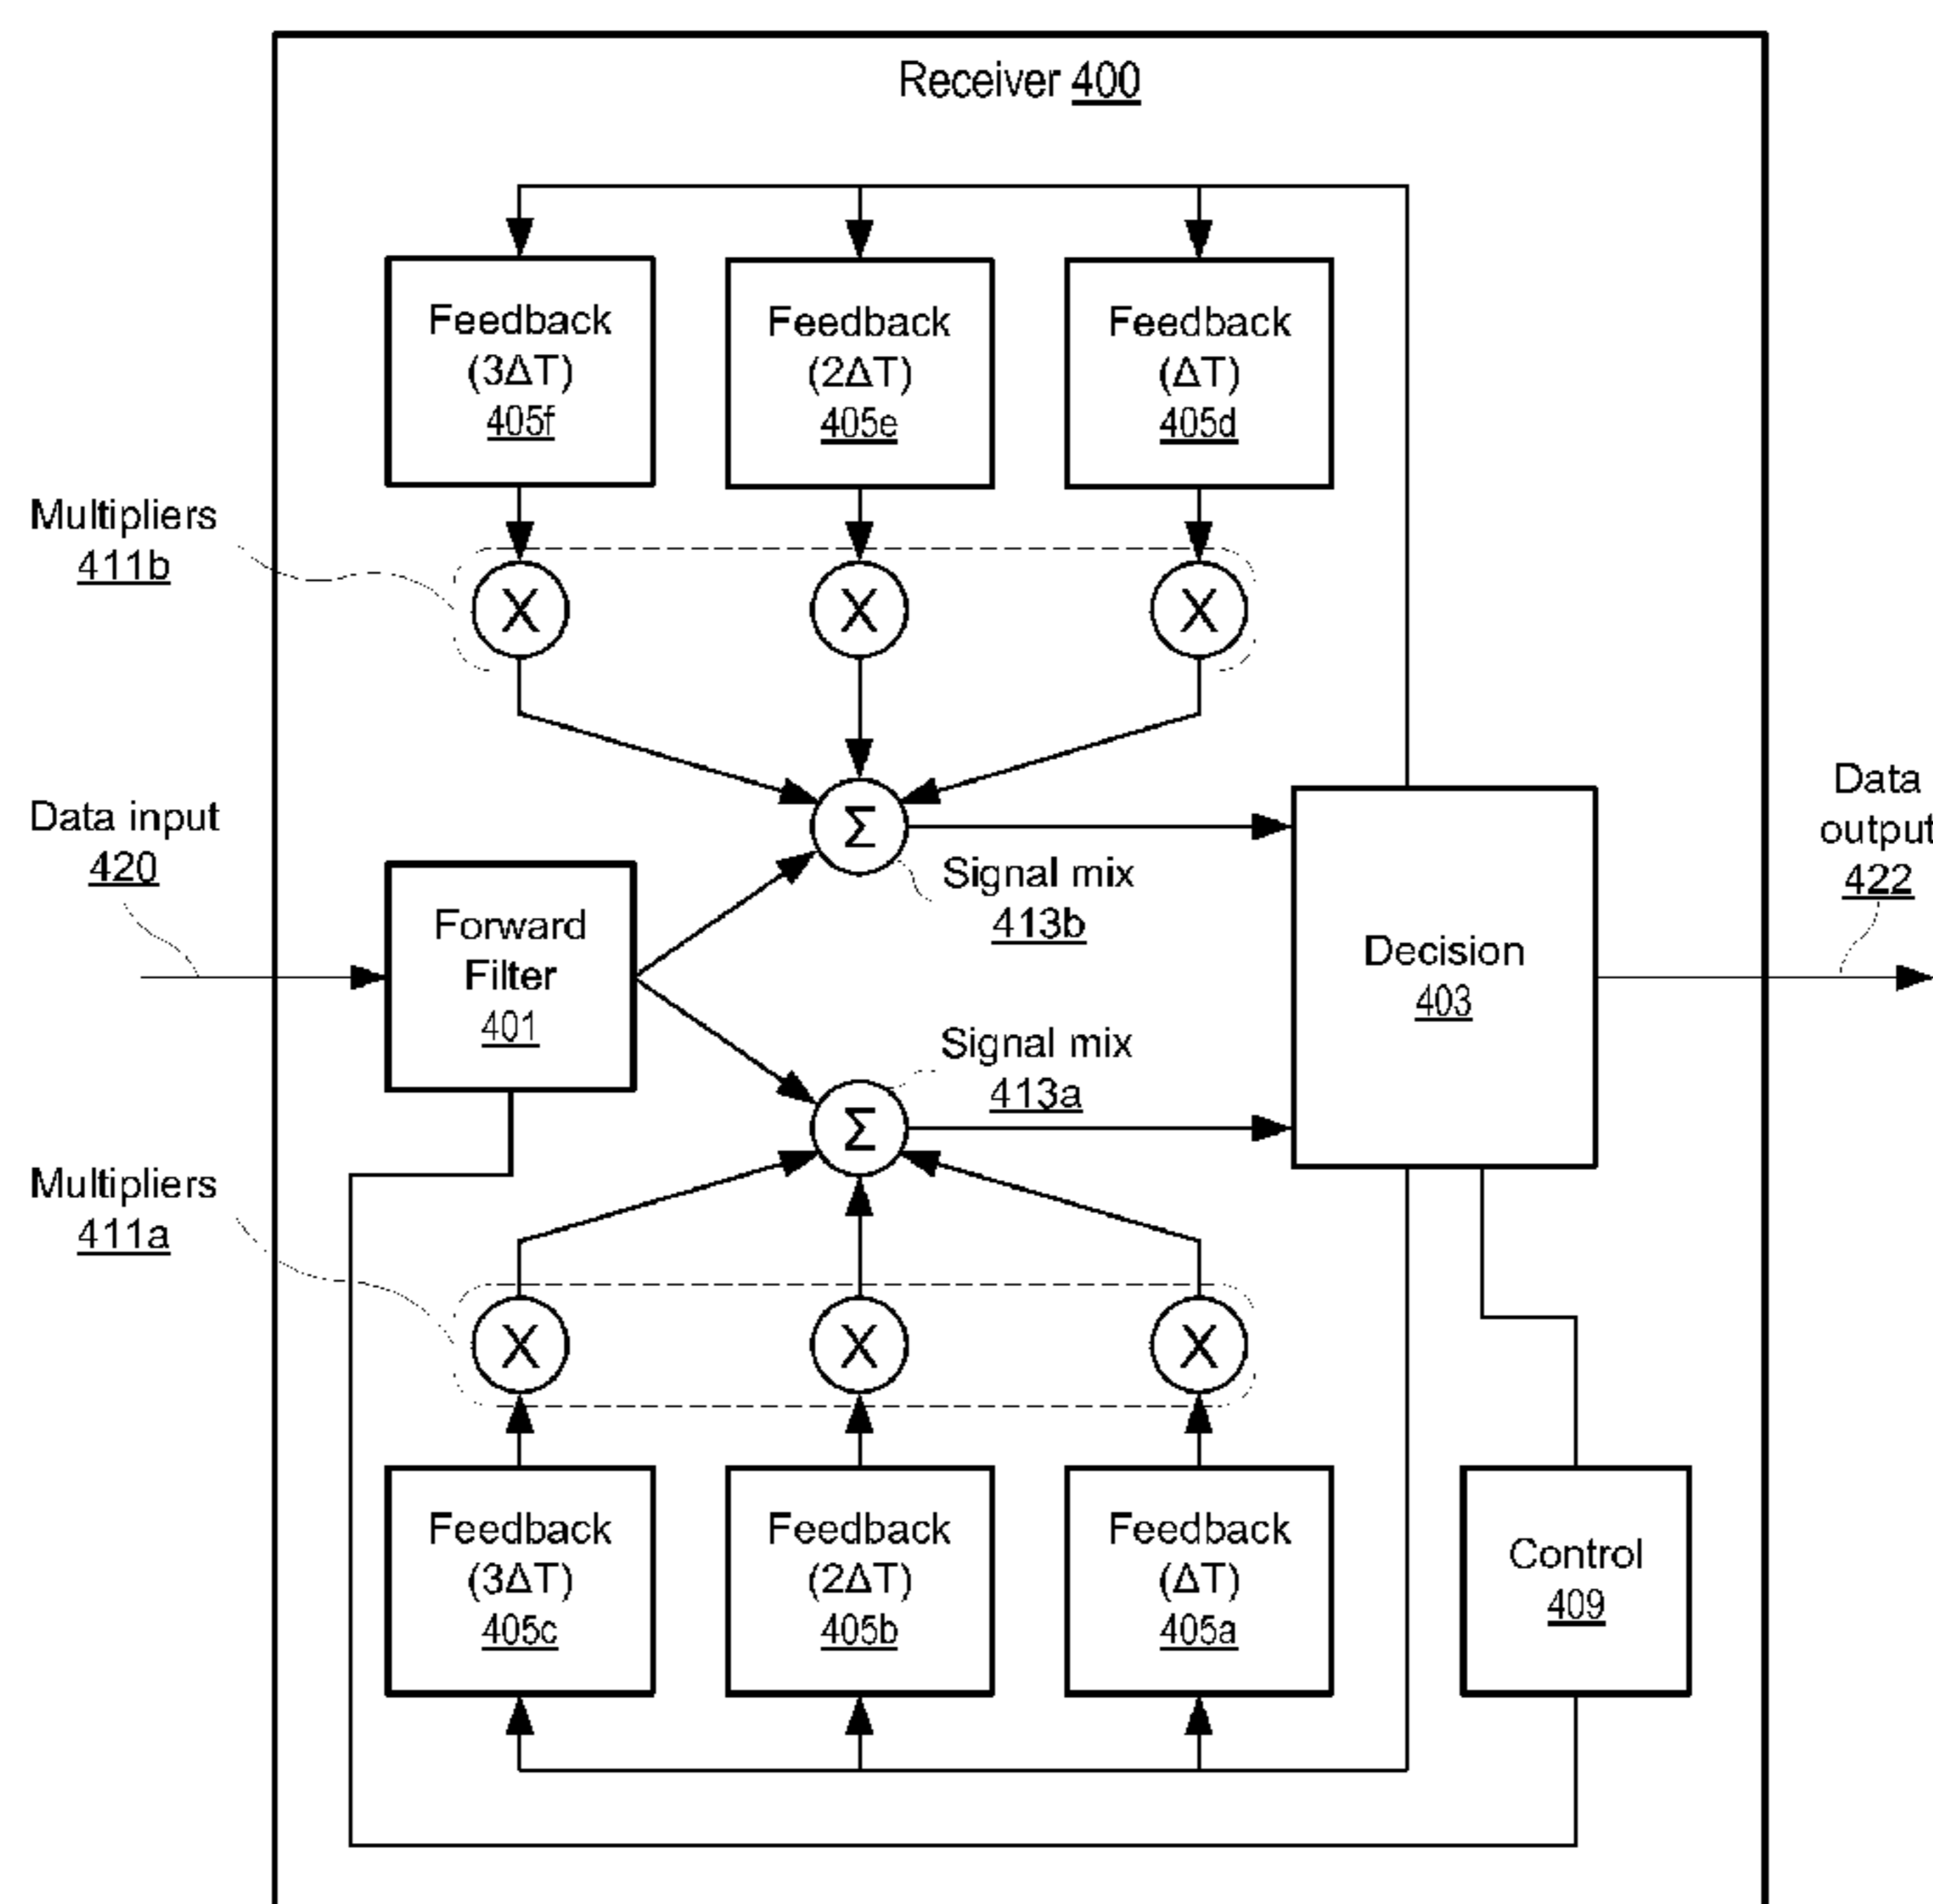 Receiver 400
Feedback
(3ΔT)
405f
Feedback
(2ΔT)
405e
Feedback
(ΔT)
405d
Multipliers
411b
X
X
X
Σ
Data input
420
Signal mix
413b
Forward
Filter
401
Decision
403
Data
output
422
Signal mix
413a
Σ
Multipliers
411a
X
X
X
Feedback
(3ΔT)
405c
Feedback
(2ΔT)
405b
Feedback
(ΔT)
405a
Control
409